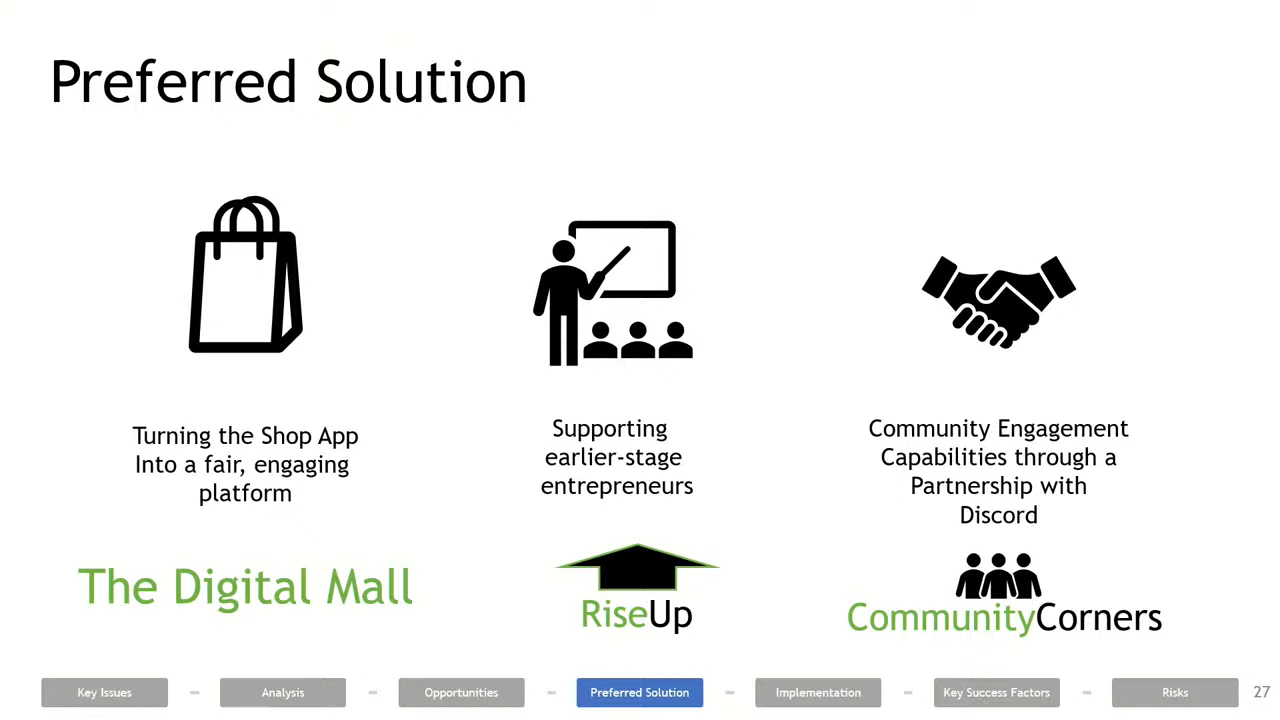 Preferred Solution
Turning the Shop App
Into a fair, engaging
platform
The Digital Mall
Supporting
earlier-stage
entrepreneurs
RiseUp
Community Engagement
Capabilities through a
Partnership with
Discord
CommunityCorners
Key Issues
Analysis
Opportunities
Preferred Solution
Implementation
Key Success Factors
Risks
27